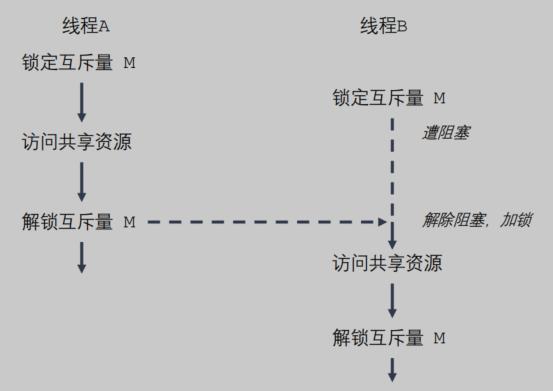 线程A
线程B
锁定互斥量 M
锁定互斥量 M
遭阻塞
访问共享资源
解锁互斥量 M
解除阻塞，加锁
访问共享资源
解锁互斥量 M